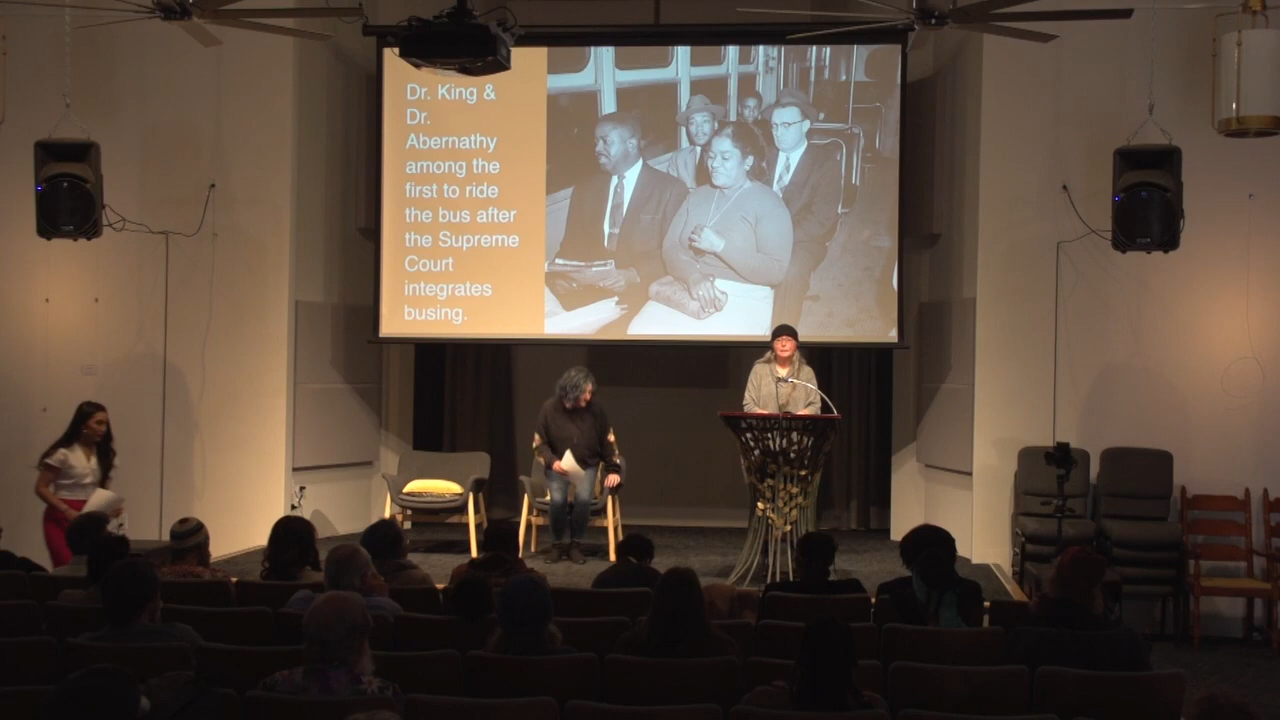 Dr. King &
Dr.
Abernathy
among the
first to ride
the bus after
the Supreme
Court
integrates
busing.